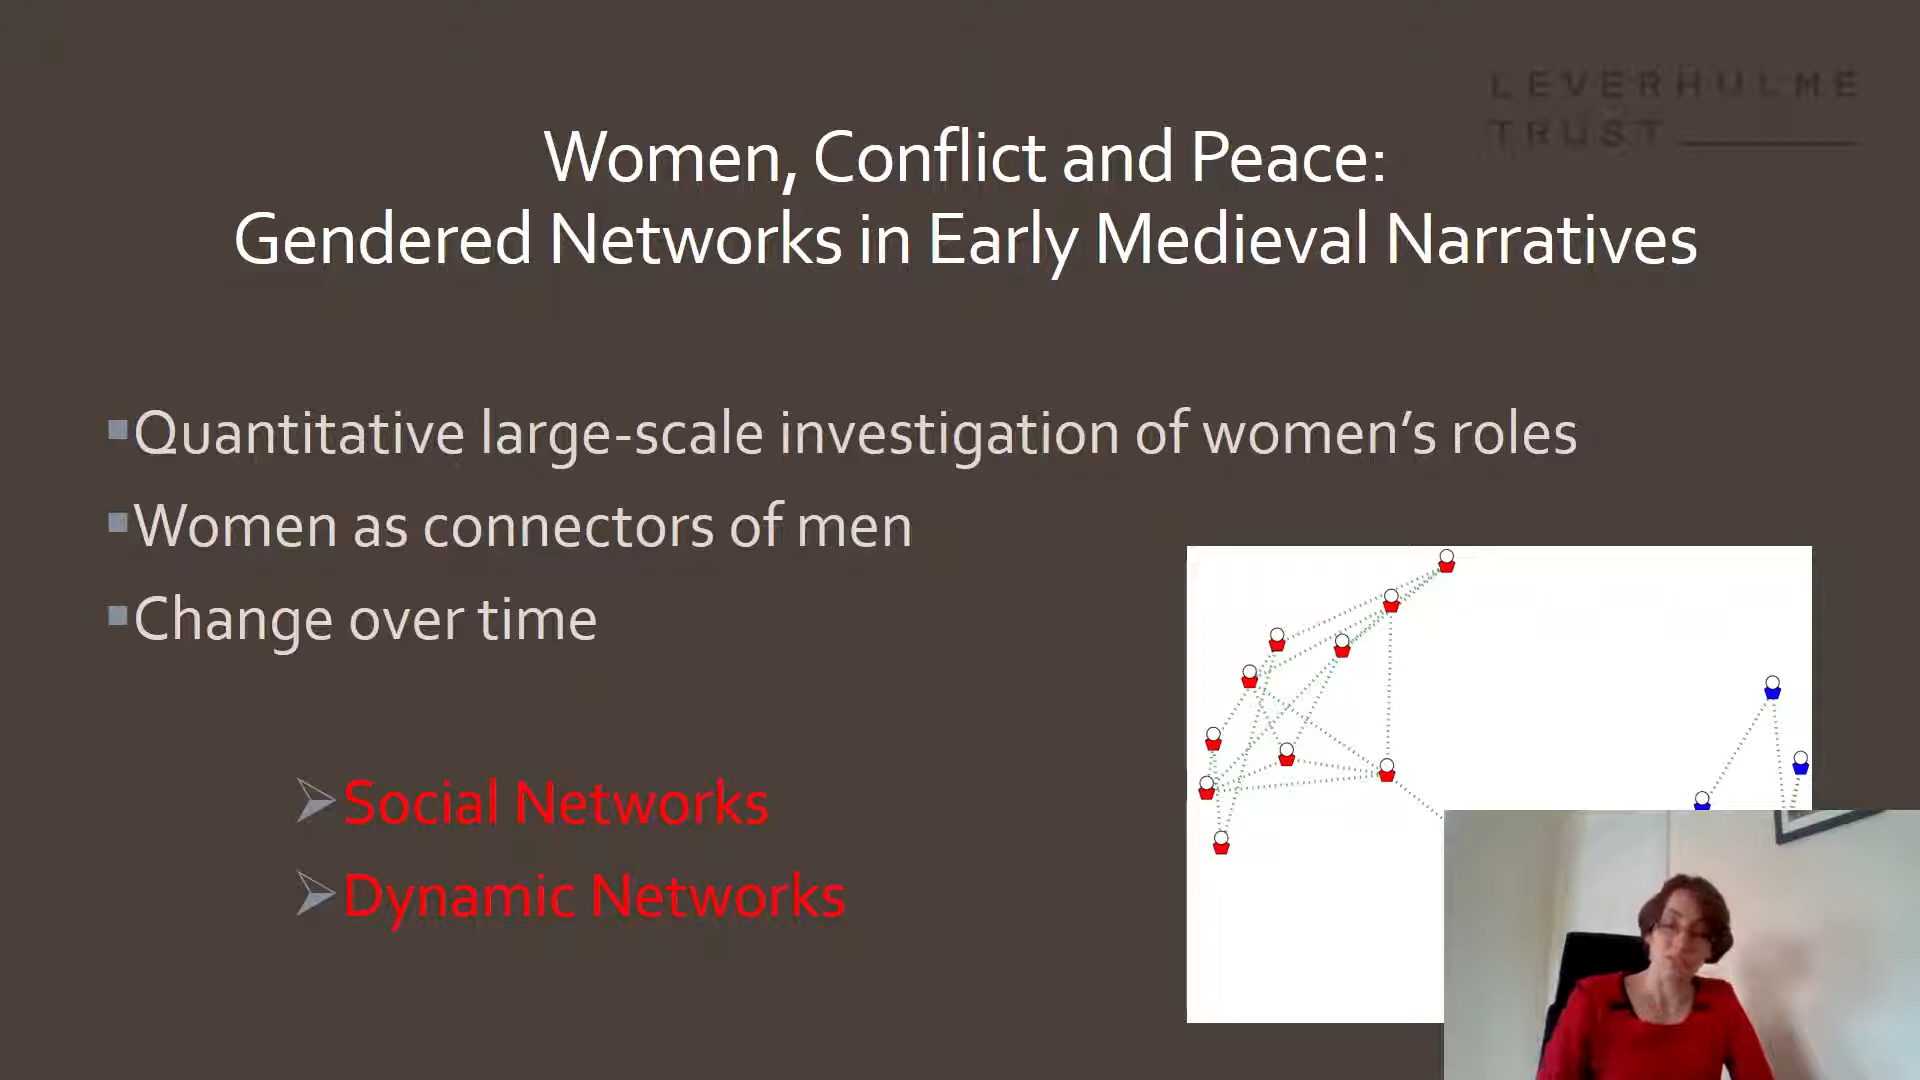 LEVERHULME
TRUST
Women, Conflict and Peace:
Gendered Networks in Early Medieval Narratives
Quantitative large-scale investigation of women’s roles
Women as connectors of men
Change over time
Social Networks
Dynamic Networks